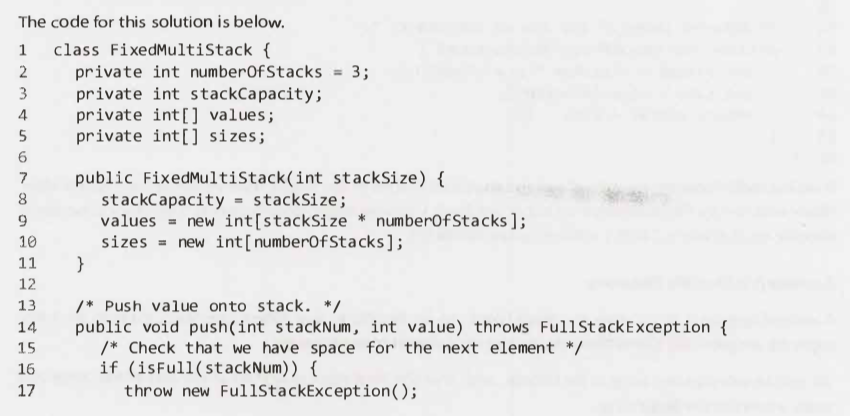 The code for this solution is below.
1 class FixedMultiStack {
2 private int numberOfStacks = 3;
3 private int stackCapacity;
4 private int[] values;
5 private int[] sizes;
6
7 public FixedMultiStack(int stackSize) {
8 stackCapacity = stackSize;
9 values = new int[stackSize * numberOfStacks];
10 sizes = new int[numberOfStacks];
11 }
12
13 /* Push value onto stack. */
14 public void push(int stackNum, int value) throws FullStackException {
15 /* Check that we have space for the next element */
16 if (isFull(stackNum)) {
17 throw new FullStackException();